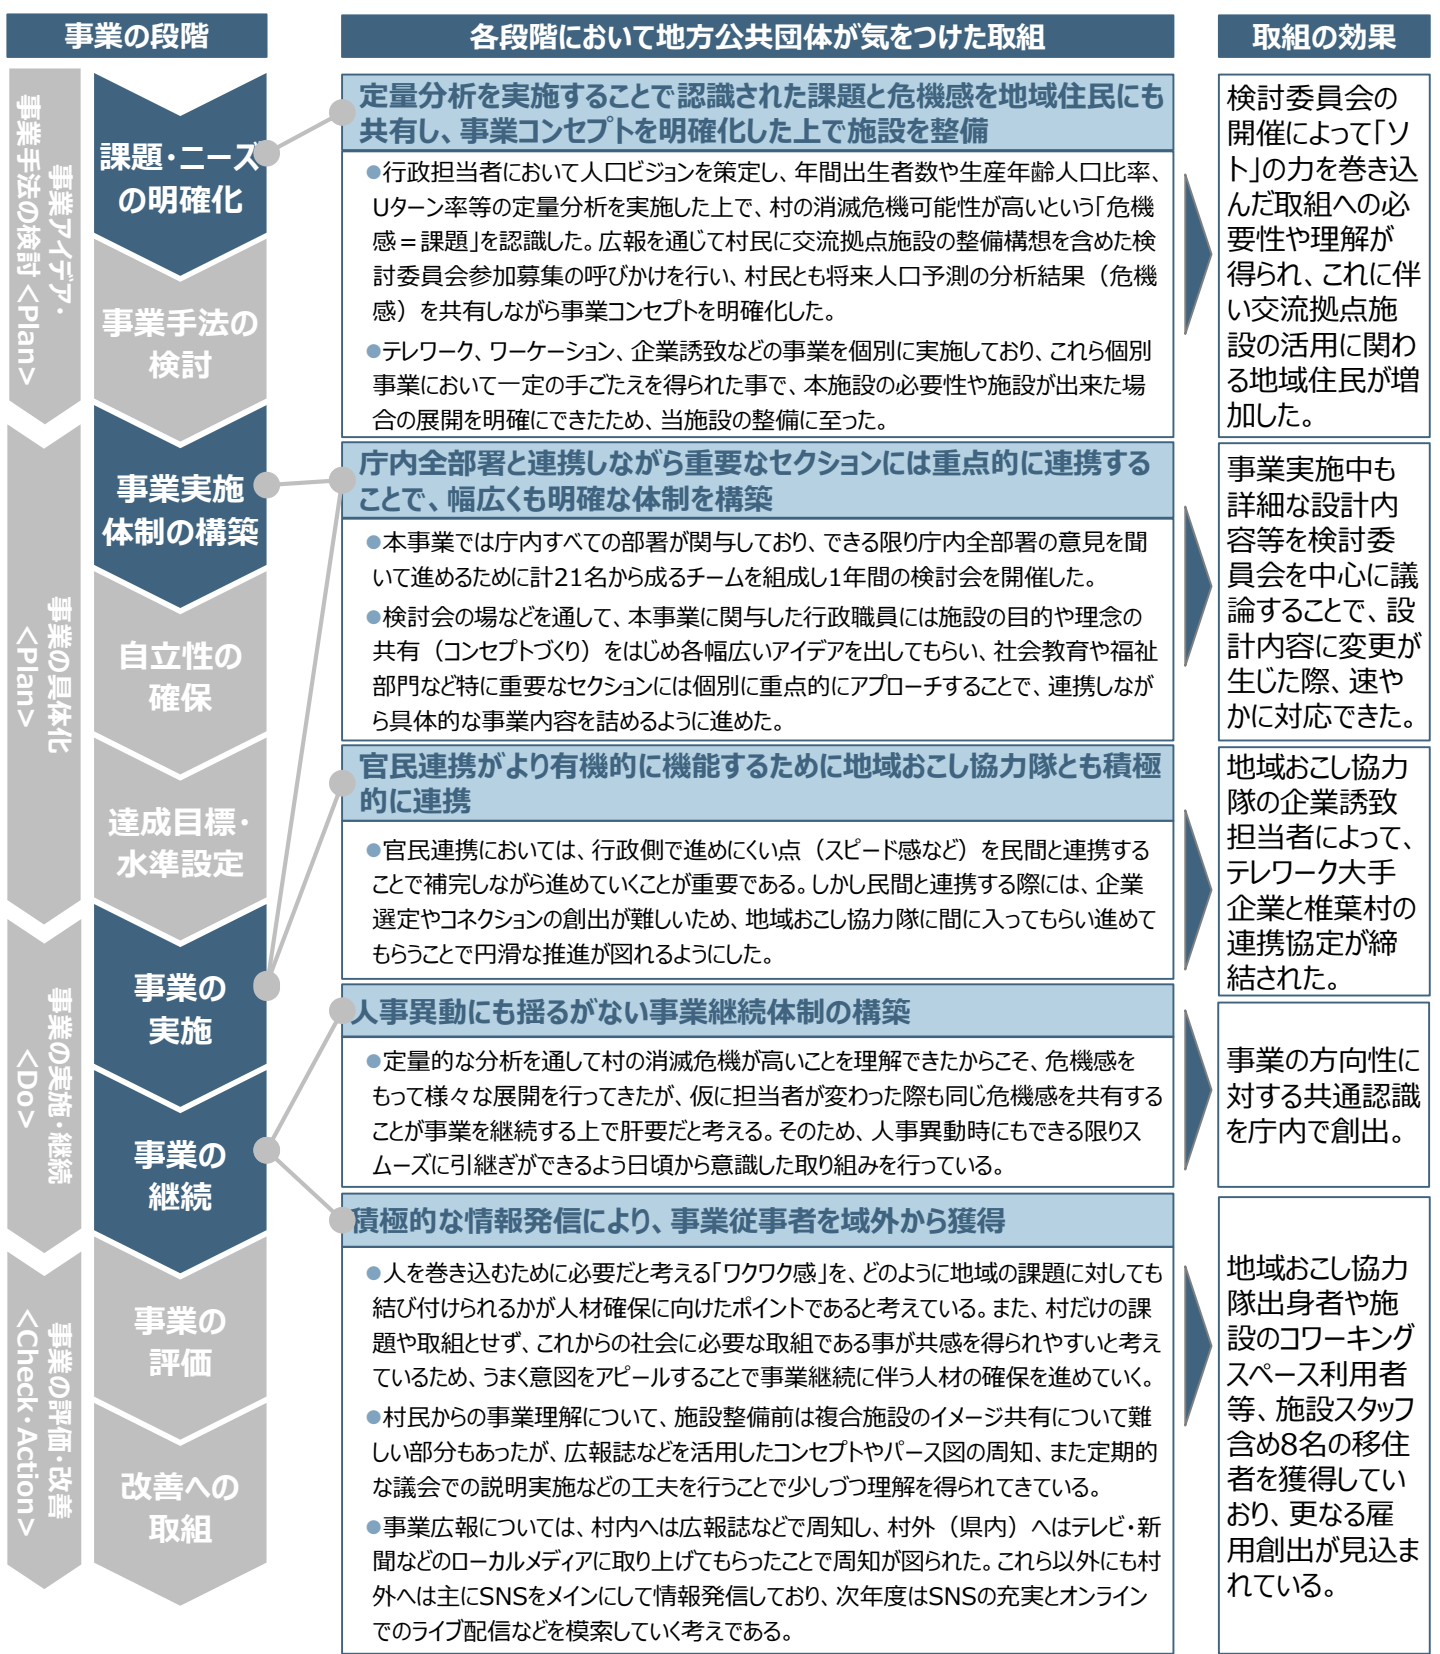 事業の段階
各段階において地方公共団体が気をつけた取組
取組の効果
事業アイデア・
事業手法の検討 <Plan>
事業の具体化
<Plan>
事業の実施・継続
<Do>
事業の評価・改善
<Check・Action>
課題・ニーズ
の明確化
事業手法の
検討
事業実施
体制の構築
自立性の
確保
達成目標・
水準設定
事業の
実施
事業の
継続
事業の
評価
改善への
取組
定量分析を実施することで認識された課題と危機感を地域住民にも
共有し、事業コンセプトを明確化した上で施設を整備
●行政担当者において人口ビジョンを策定し、年間出生者数や生産年齢人口比率、
Uターン率等の定量分析を実施した上で、村の消滅危機可能性が高いという「危機
感＝課題」を認識した。広報を通じて村民に交流拠点施設の整備構想を含めた検
討委員会参加募集の呼びかけを行い、村民とも将来人口予測の分析結果（危機
感）を共有しながら事業コンセプトを明確化した。
●テレワーク、ワーケーション、企業誘致などの事業を個別に実施しており、これら個別
事業において一定の手ごたえを得られた事で、本施設の必要性や施設が出来た場
合の展開を明確にできたため、当施設の整備に至った。
検討委員会の
開催によって「ソ
ト」の力を巻き込
んだ取組への必
要性や理解が
得られ、これに伴
い交流拠点施
設の活用に関わ
る地域住民が増
加した。
庁内全部署と連携しながら重要なセクションには重点的に連携する
ことで、幅広くも明確な体制を構築
●本事業では庁内すべての部署が関与しており、できる限り庁内全部署の意見を聞
いて進めるために計21名から成るチームを組成し1年間の検討会を開催した。
●検討会の場などを通して、本事業に関与した行政職員には施設の目的や理念の
共有（コンセプトづくり）をはじめ各幅広いアイデアを出してもらい、社会教育や福祉
部門など特に重要なセクションには個別に重点的にアプローチすることで、連携しなが
ら具体的な事業内容を詰めるように進めた。
事業実施中も
詳細な設計内
容等を検討委
員会を中心に議
論することで、設
計内容に変更が
生じた際、速や
かに対応できた。
官民連携がより有機的に機能するために地域おこし協力隊とも積極
的に連携
●官民連携においては、行政側で進めにくい点（スピード感など）を民間と連携する
ことで補完しながら進めていくことが重要である。しかし民間と連携する際には、企業
選定やコネクションの創出が難しいため、地域おこし協力隊に間に入ってもらい進めて
もらうことで円滑な推進が図れるようにした。
地域おこし協力
隊の企業誘致
担当者によって、
テレワーク大手
企業と椎葉村の
連携協定が締
結された。
人事異動にも揺るがない事業継続体制の構築
●定量的な分析を通して村の消滅危機が高いことを理解できたからこそ、危機感を
もって様々な展開を行ってきたが、仮に担当者が変わった際も同じ危機感を共有する
ことが事業を継続する上で肝要だと考える。そのため、人事異動時にもできる限りス
ムーズに引継ぎができるよう日頃から意識した取り組みを行っている。
事業の方向性に
対する共通認識
を庁内で創出。
積極的な情報発信により、事業従事者を域外から獲得
●人を巻き込むために必要だと考える「ワクワク感」を、どのように地域の課題に対しても
結び付けられるかが人材確保に向けたポイントであると考えている。また、村だけの課
題や取組とせず、これからの社会に必要な取組である事が共感を得られやすいと考え
ているため、うまく意図をアピールすることで事業継続に伴う人材の確保を進めていく。
●村民からの事業理解について、施設整備前は複合施設のイメージ共有について難
しい部分もあったが、広報誌などを活用したコンセプトやパース図の周知、また定期的
な議会での説明実施などの工夫を行うことで少しづつ理解を得られてきている。
●事業広報については、村内へは広報誌などで周知し、村外（県内）へはテレビ・新
聞などのローカルメディアに取り上げてもらったことで周知が図られた。これら以外にも村
外へは主にSNSをメインにして情報発信しており、次年度はSNSの充実とオンライン
でのライブ配信などを模索していく考えである。
地域おこし協力
隊出身者や施
設のコワーキング
スペース利用者
等、施設スタッフ
含め8名の移住
者を獲得してい
おり、更なる雇
用創出が見込ま
れている。